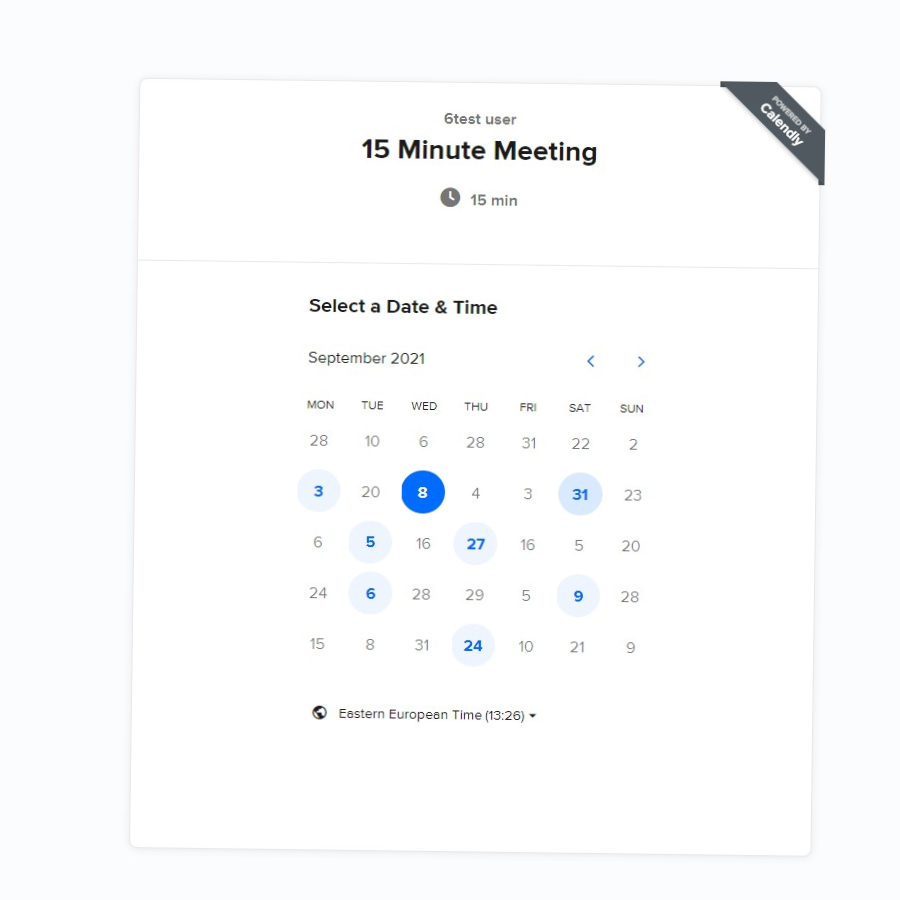 POWERED BY
Calendly
6test user
15 Minute Meeting
15 min
Select a Date & Time
September 2021
MON TUE WED THU FRI SAT SUN
28 10 6 28 31 22 2
3 20 8 4 3 31 23
6 5 16 27 16 5 20
24 6 28 29 5 9 28
15 8 31 24 10 21 9
Eastern European Time (13:26)